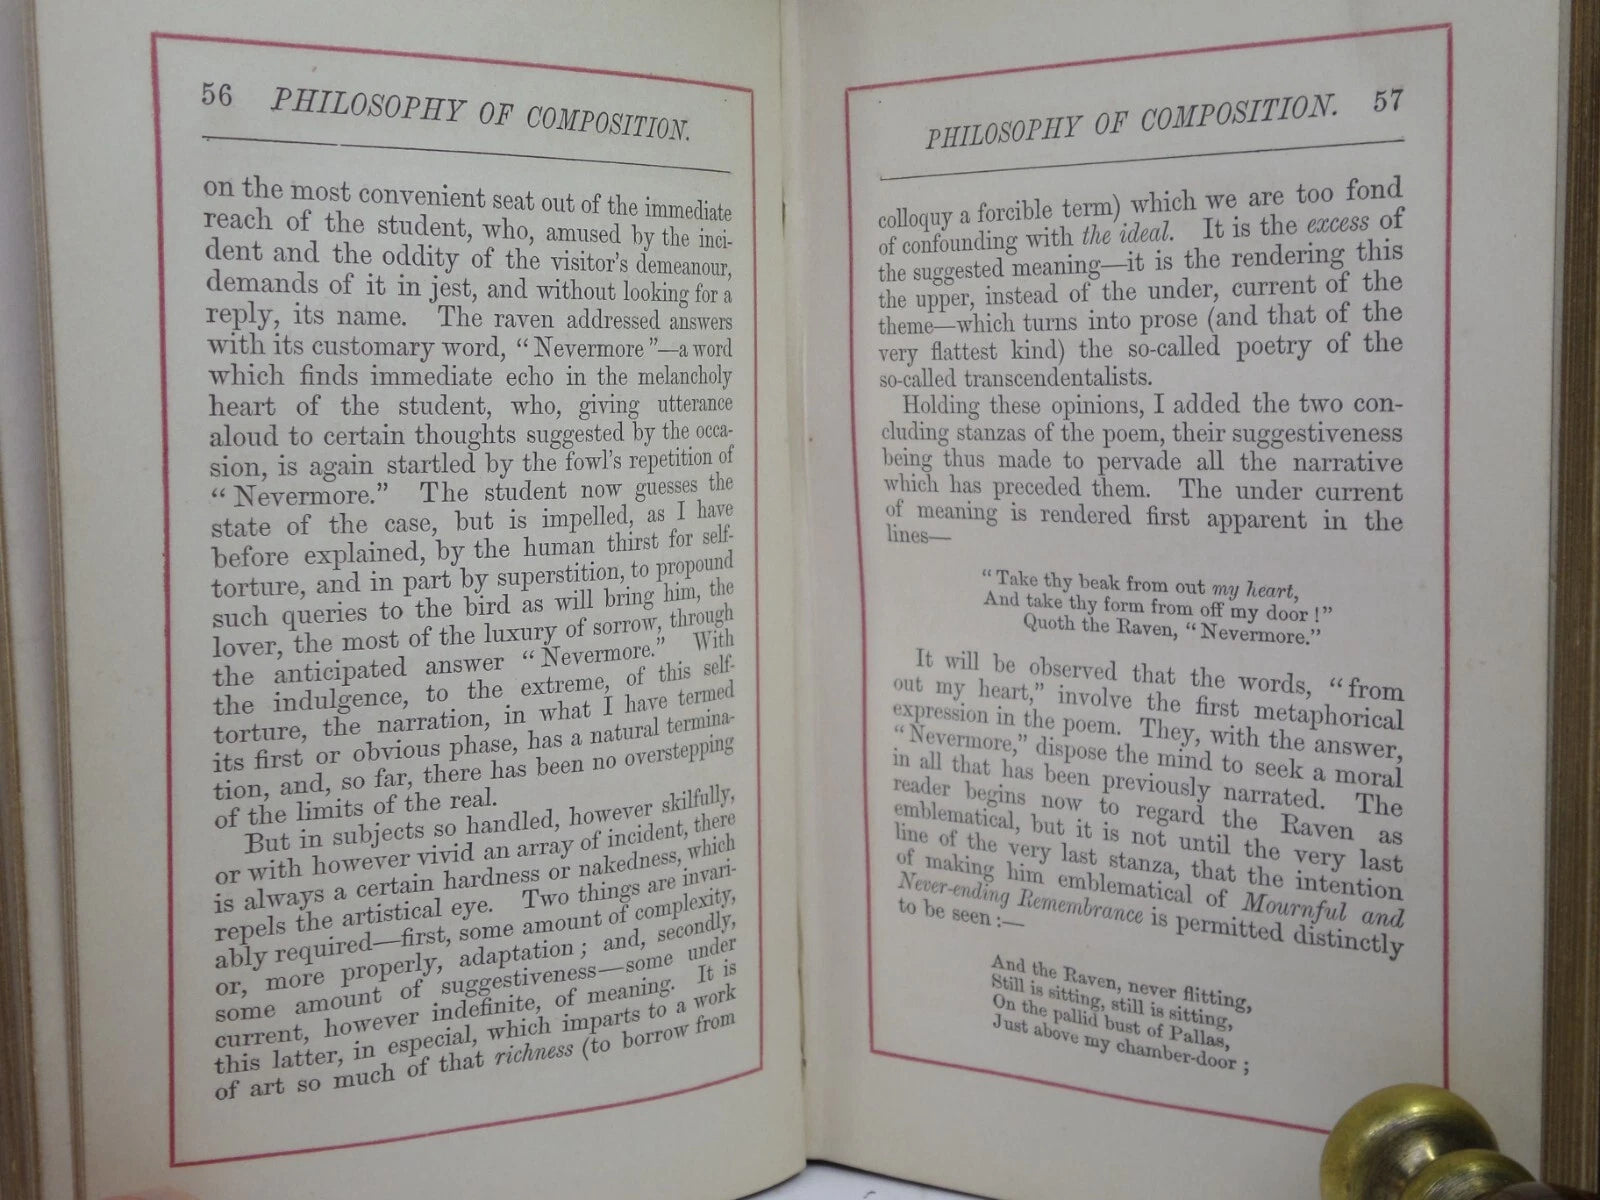 56 PHILOSOPHY OF COMPOSITION.
on the most convenient seat out of the immediate
reach of the student, who, amused by the inci-
dent and the oddity of the visitor's demeanour,
demands of it in jest, and without looking for a
reply, its name. The raven addressed answers
with its customary word, "Nevermore"—a word
which finds immediate echo in the melancholy
heart of the student, who, giving utterance
aloud to certain thoughts suggested by the occa-
sion, is again startled by the fowl's repetition of
"Nevermore." The student now guesses the
state of the case, but is impelled, as I have
before explained, by the human thirst for self-
torture, and in part by superstition, to propound
such queries to the bird as will bring him, the
lover, the most of the luxury of sorrow, through
the anticipated answer "Nevermore." With
the indulgence, to the extreme, of this self-
torture, the narration, in what I have termed
its first or obvious phase, has a natural termina-
tion, and, so far, there has been no overstepping
of the limits of the real.
But in subjects so handled, however skilfully,
or with however vivid an array of incident, there
is always a certain hardness or nakedness, which
repels the artistical eye. Two things are invari-
ably required—first, some amount of complexity,
or, more properly, adaptation; and, secondly,
some amount of suggestiveness—some under
current, however indefinite, of meaning. It is
this latter, in especial, which imparts to a work
of art so much of that richness (to borrow from
PHILOSOPHY OF COMPOSITION. 57
colloquy a forcible term) which we are too fond
of confounding with the ideal. It is the excess of
the suggested meaning—it is the rendering this
the upper, instead of the under, current of the
theme—which turns into prose (and that of the
very flattest kind) the so-called poetry of the
so-called transcendentalists.
Holding these opinions, I added the two con-
cluding stanzas of the poem, their suggestiveness
being thus made to pervade all the narrative
which has preceded them. The under current
of meaning is rendered first apparent in the
lines—
"Take thy beak from out my heart,
And take thy form from off my door!"
Quoth the Raven, "Nevermore."
It will be observed that the words, "from
out my heart," involve the first metaphorical
expression in the poem. They, with the answer,
"Nevermore," dispose the mind to seek a moral
in all that has been previously narrated. The
reader begins now to regard the Raven as
emblematical, but it is not until the very last
line of the very last stanza, that the intention
of making him emblematical of Mournful and
Never-ending Remembrance is permitted distinctly
to be seen:—
And the Raven, never flitting,
Still is sitting, still is sitting,
On the pallid bust of Pallas,
Just above my chamber-door;